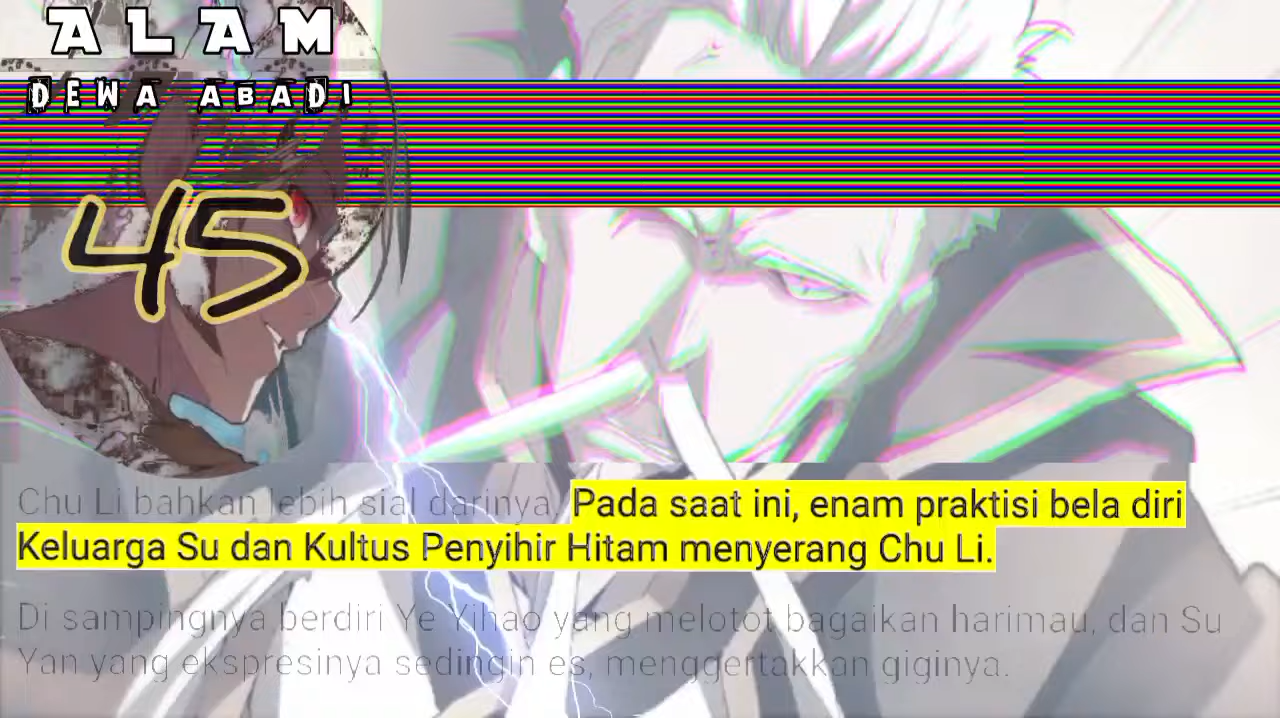 ALAM
DEWA ABADI
45
Chu Li bahkan lebih sial darinya. Pada saat ini, enam praktisi bela diri
Keluarga Su dan Kultus Penyihir Hitam menyerang Chu Li.
Di sampingnya berdiri Ye Yihao yang melotot bagaikan harimau, dan Su
Yan yang ekspresinya sedingin es, menggertakkan giginya.